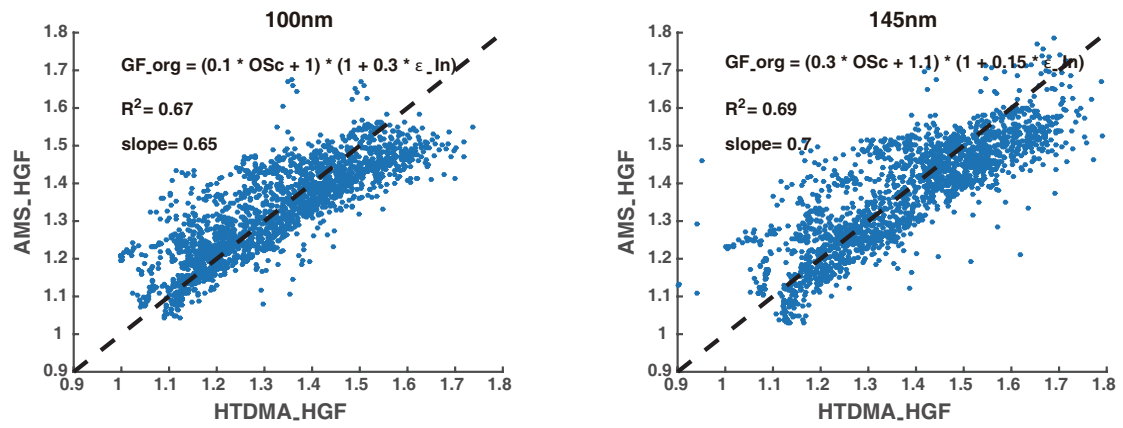 100nm
GF_org = (0.1 * OSc + 1) * (1 + 0.3 * ε_In)
R² = 0.67
slope= 0.65
1.8
1.7
1.6
1.5
1.4
1.3
1.2
1.1
1
0.9
AMS_HGF
0.9 1 1.1 1.2 1.3 1.4 1.5 1.6 1.7 1.8
HTDMA_HGF
145nm
GF_org = (0.3 * OSc + 1.1) * (1 + 0.15 * ε_In)
R² = 0.69
slope= 0.7
1.8
1.7
1.6
1.5
1.4
1.3
1.2
1.1
1
0.9
AMS_HGF
0.9 1 1.1 1.2 1.3 1.4 1.5 1.6 1.7 1.8
HTDMA_HGF